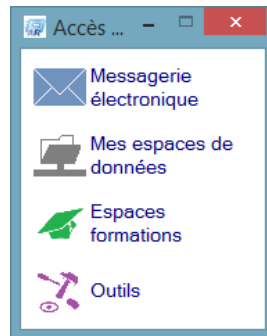 Accès ...
Messagerie
électronique
Mes espaces de
données
Espaces
formations
Outils